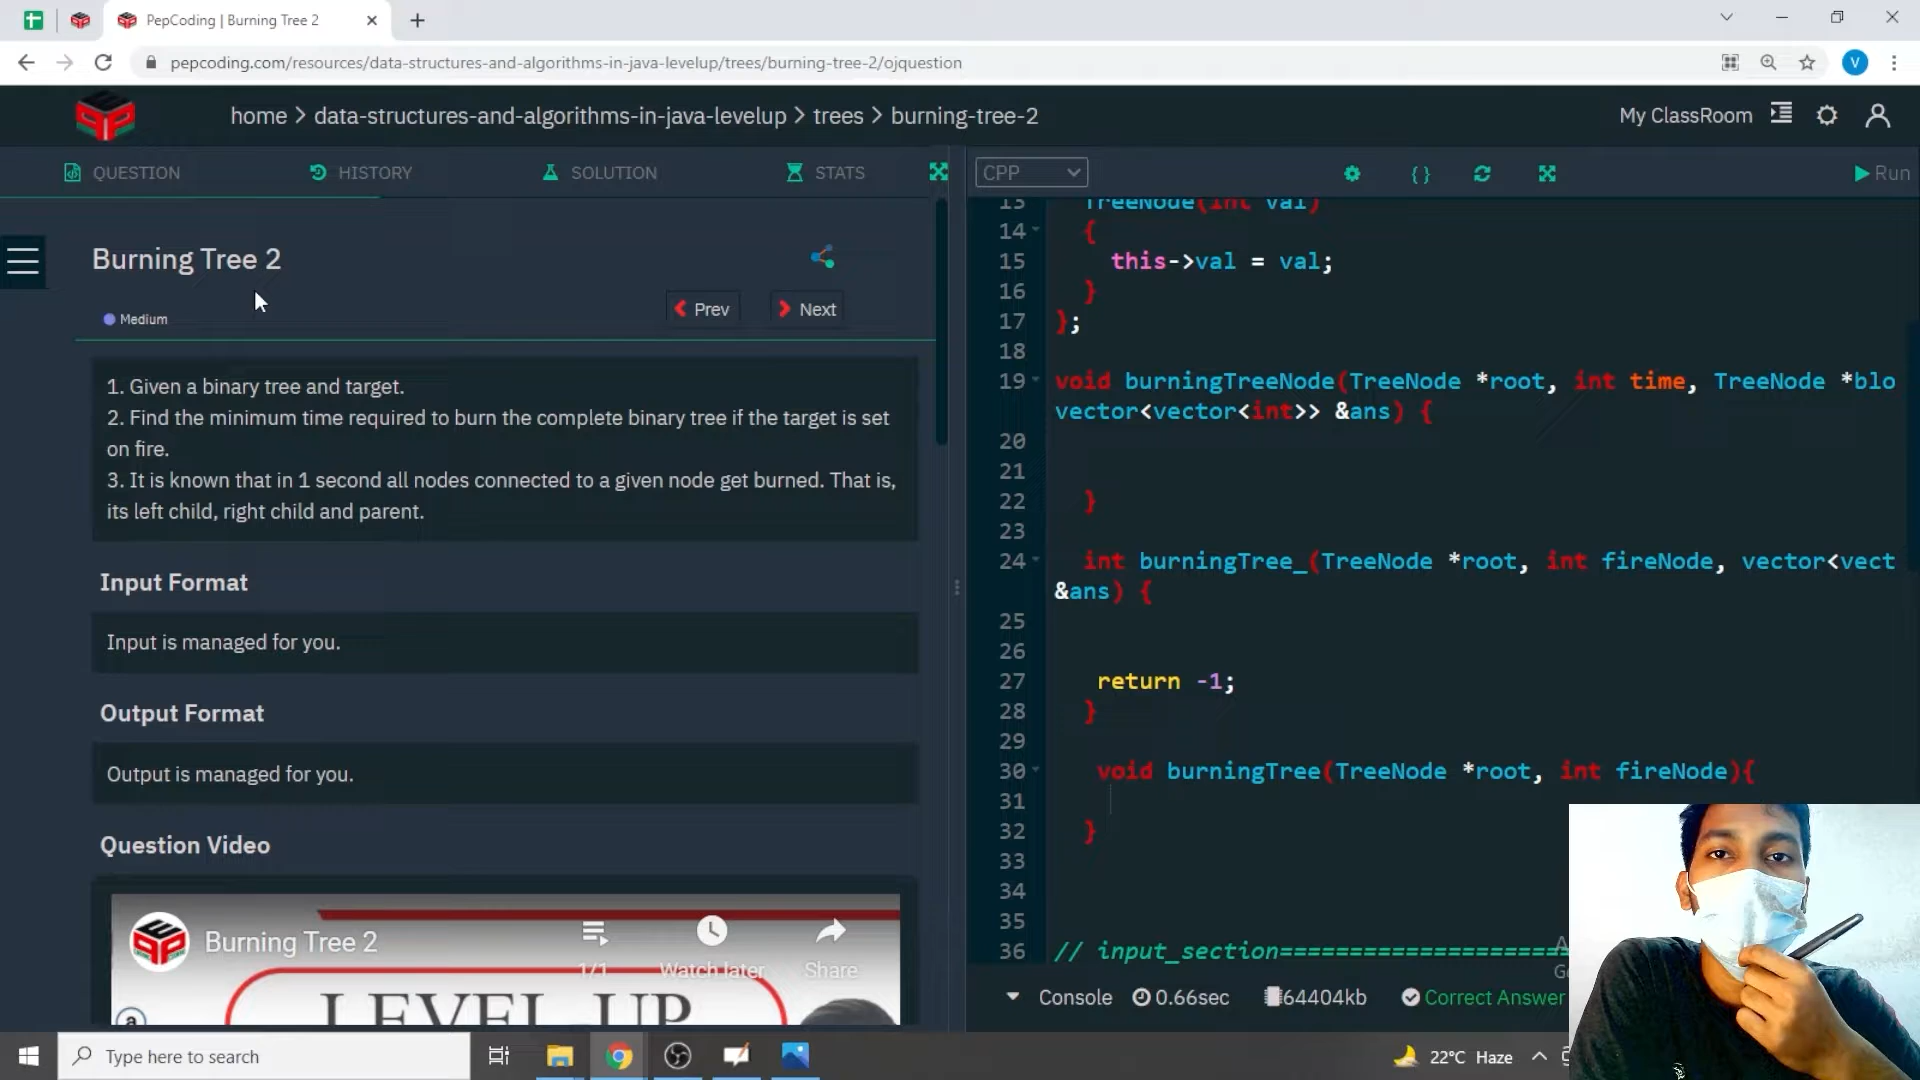 PepCoding | Burning Tree 2
pepcoding.com/resources/data-structures-and-algorithms-in-java-levelup/trees/burning-tree-2/ojquestion
V
home > data-structures-and-algorithms-in-java-levelup > trees > burning-tree-2
My ClassRoom
QUESTION
HISTORY
SOLUTION
STATS
CPP
Run
Burning Tree 2
Medium
Prev
Next
1. Given a binary tree and target.
2. Find the minimum time required to burn the complete binary tree if the target is set
on fire.
3. It is known that in 1 second all nodes connected to a given node get burned. That is,
its left child, right child and parent.
Input Format
Input is managed for you.
Output Format
Output is managed for you.
Question Video
Burning Tree 2
1/1
Watch later
Share
LEVEL-UP
13 TreeNode(int val)
14 {
15 this->val = val;
16 }
17 };
18
19 void burningTreeNode(TreeNode *root, int time, TreeNode *blo
vector<vector<int>> &ans) {
20
21
22 }
23
24 int burningTree_(TreeNode *root, int fireNode, vector<vect
&ans) {
25
26
27 return -1;
28 }
29
30 void burningTree(TreeNode *root, int fireNode){
31
32 }
33
34
35
36 // input_section=====================
Console 0.66sec 64404kb Correct Answer
Type here to search
22°C Haze